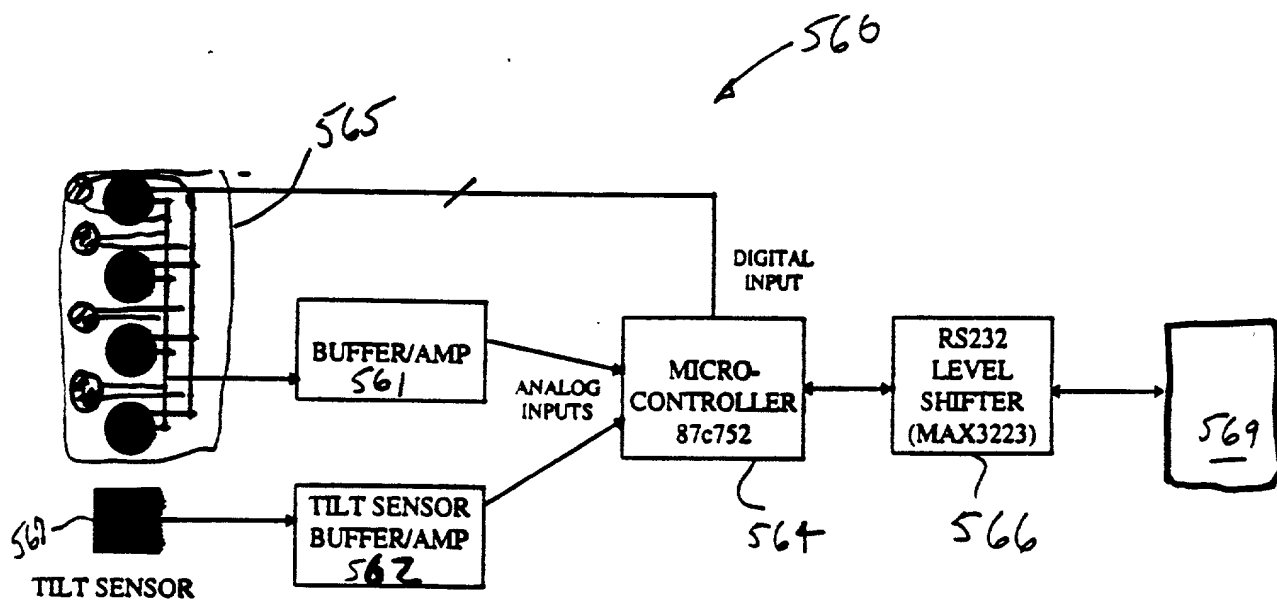 560
565
DIGITAL
INPUT
BUFFER/AMP
561
ANALOG
INPUTS
MICRO-
CONTROLLER
87c752
RS232
LEVEL
SHIFTER
(MAX3223)
569
567
TILT SENSOR
BUFFER/AMP
562
564
566
TILT SENSOR